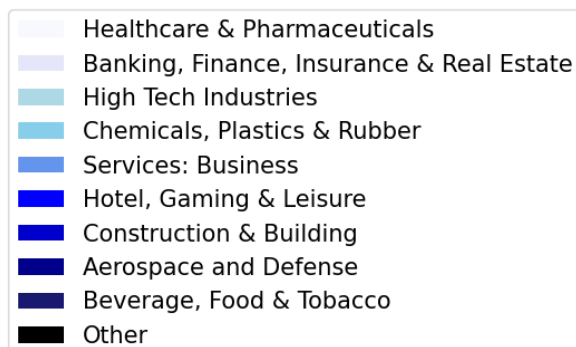 Healthcare & Pharmaceuticals
Banking, Finance, Insurance & Real Estate
High Tech Industries
Chemicals, Plastics & Rubber
Services: Business
Hotel, Gaming & Leisure
Construction & Building
Aerospace and Defense
Beverage, Food & Tobacco
Other